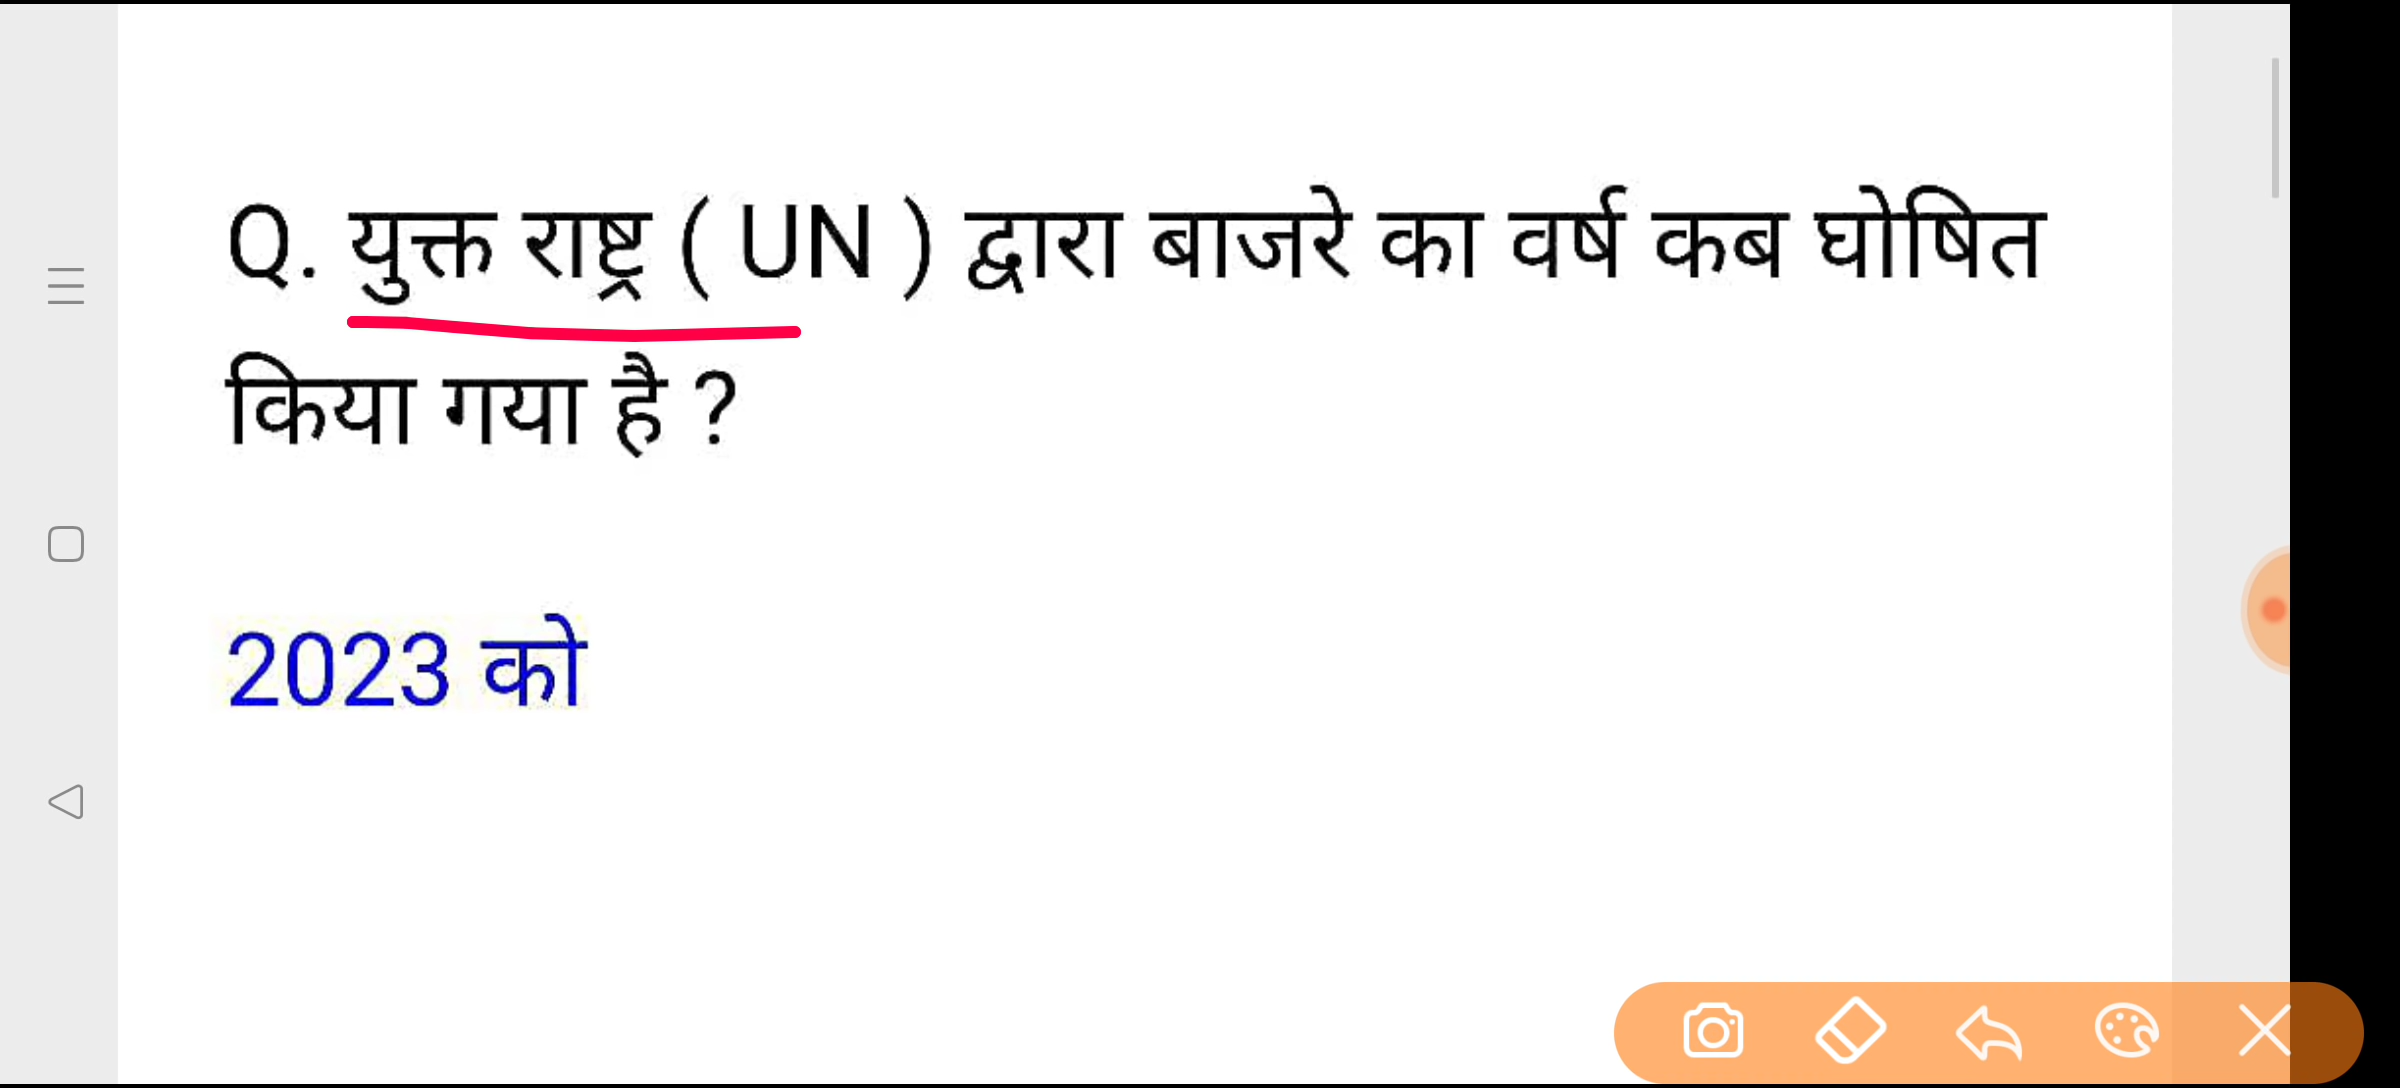 Q. युक्त राष्ट्र ( UN ) द्वारा बाजरे का वर्ष कब घोषित
किया गया है ?
2023 को